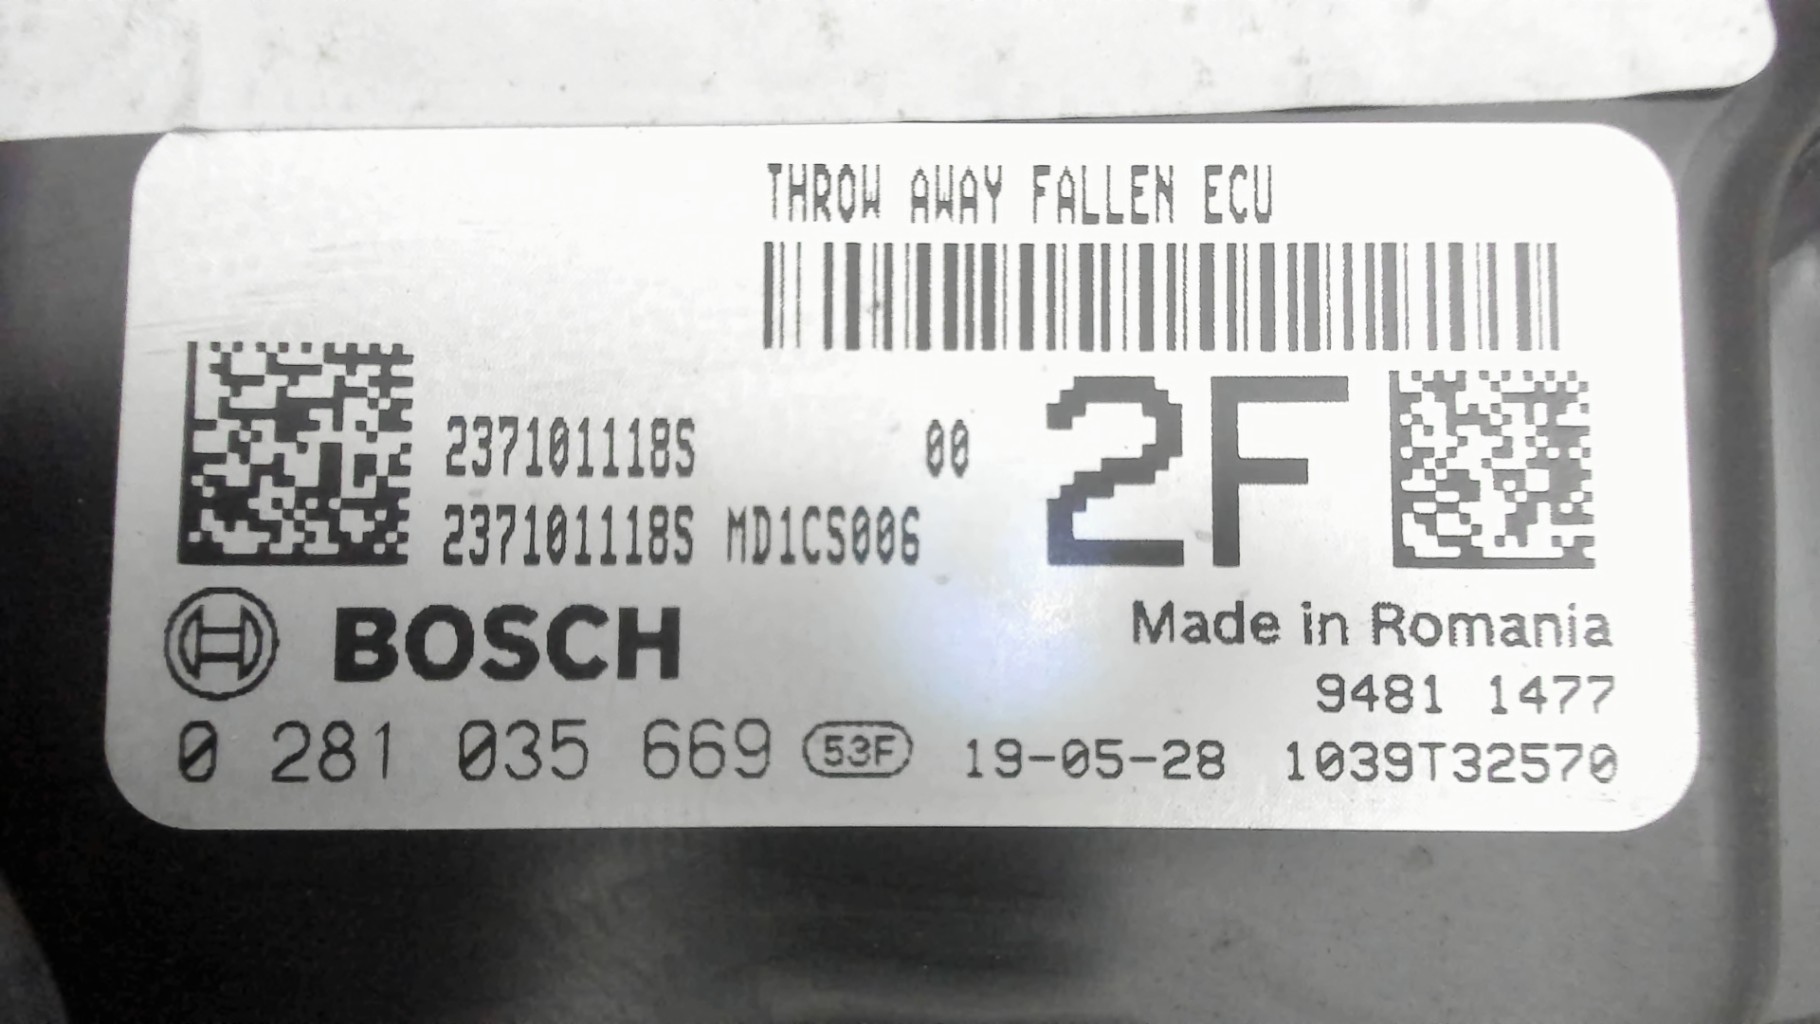 THROW AWAY FALLEN ECU
237101118S 00
237101118S MD1CS006
2F
BOSCH
Made in Romania
9481 1477
0 281 035 669 53F 19-05-28 1039T32570